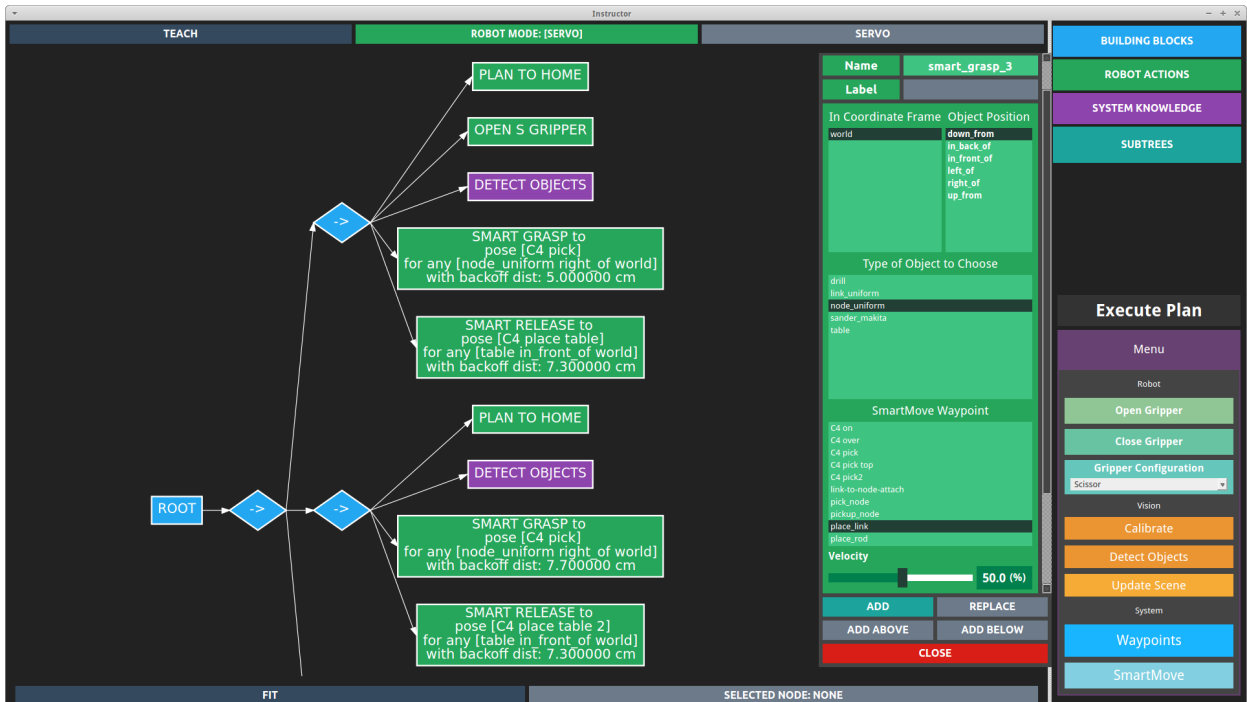 Instructor
TEACH
ROBOT MODE: [SERVO]
SERVO
PLAN TO HOME
OPEN S GRIPPER
DETECT OBJECTS
->
SMART GRASP to
pose [C4 pick]
for any [node_uniform right_of world]
with backoff dist: 5.000000 cm
SMART RELEASE to
pose [C4 place table]
for any [table in_front_of world]
with backoff dist: 7.300000 cm
PLAN TO HOME
DETECT OBJECTS
ROOT
->
->
SMART GRASP to
pose [C4 pick]
for any [node_uniform right_of world]
with backoff dist: 7.700000 cm
SMART RELEASE to
pose [C4 place table 2]
for any [table in_front_of world]
with backoff dist: 7.300000 cm
FIT
SELECTED NODE: NONE
Name
smart_grasp_3
Label
In Coordinate Frame
Object Position
world
down_from
in_back_of
in_front_of
left_of
right_of
up_from
Type of Object to Choose
drill
link_uniform
node_uniform
sander_makita
table
SmartMove Waypoint
C4 on
C4 over
C4 pick
C4 pick top
C4 pick2
link-to-node-attach
pick_node
pickup_node
place_link
place_rod
Velocity
50.0 (%)
ADD
REPLACE
ADD ABOVE
ADD BELOW
CLOSE
BUILDING BLOCKS
ROBOT ACTIONS
SYSTEM KNOWLEDGE
SUBTREES
Execute Plan
Menu
Robot
Open Gripper
Close Gripper
Gripper Configuration
Scissor
Vision
Calibrate
Detect Objects
Update Scene
System
Waypoints
SmartMove